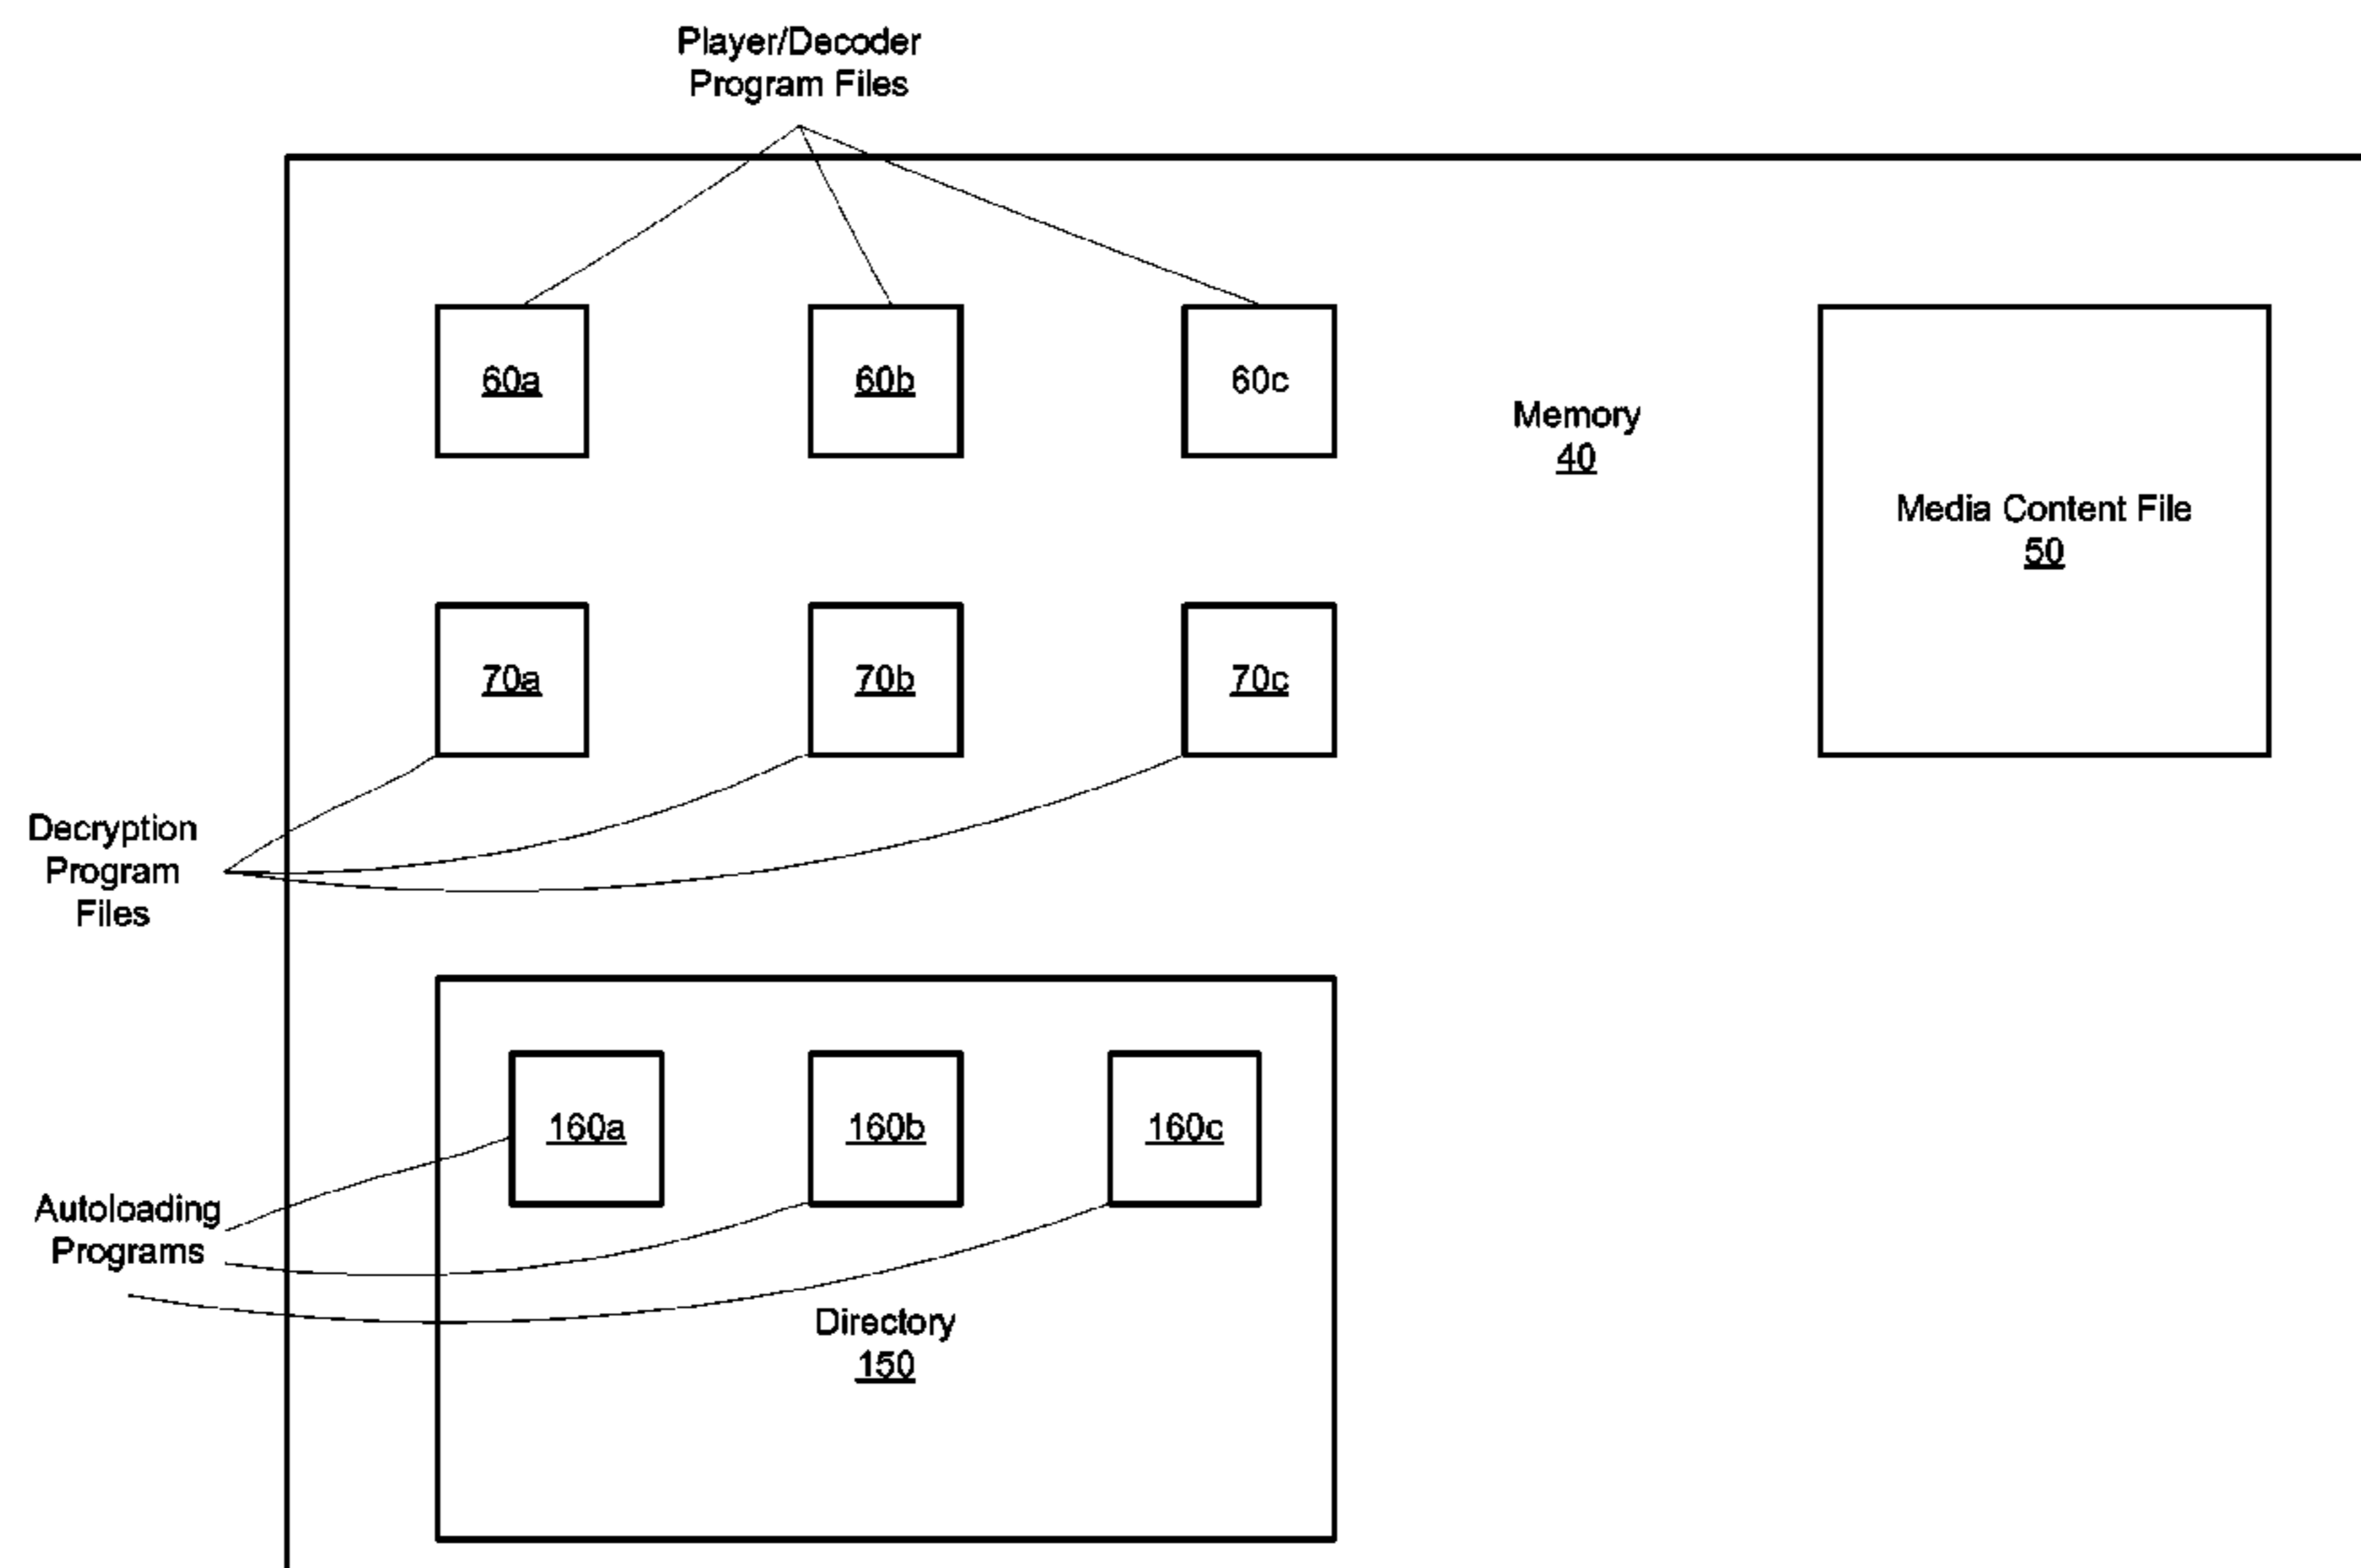 Player/Decoder
Program Files
60a
60b
60c
Memory
40
Media Content File
50
70a
70b
70c
Decryption
Program
Files
160a
160b
160c
Autoloading
Programs
Directory
150